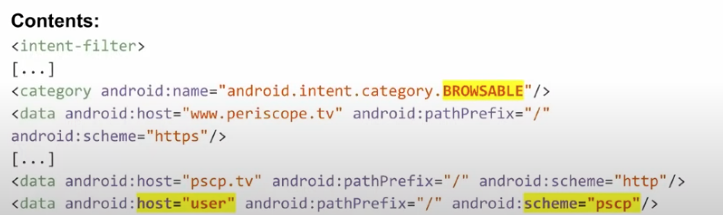 Contents:
<intent-filter>
[...]
<category android:name="android.intent.category.BROWSABLE"/>
<data android:host="www.periscope.tv" android:pathPrefix="/"
android:scheme="https"/>
[...]
<data android:host="pscp.tv" android:pathPrefix="/" android:scheme="http"/>
<data android:host="user" android:pathPrefix="/" android:scheme="pscp"/>